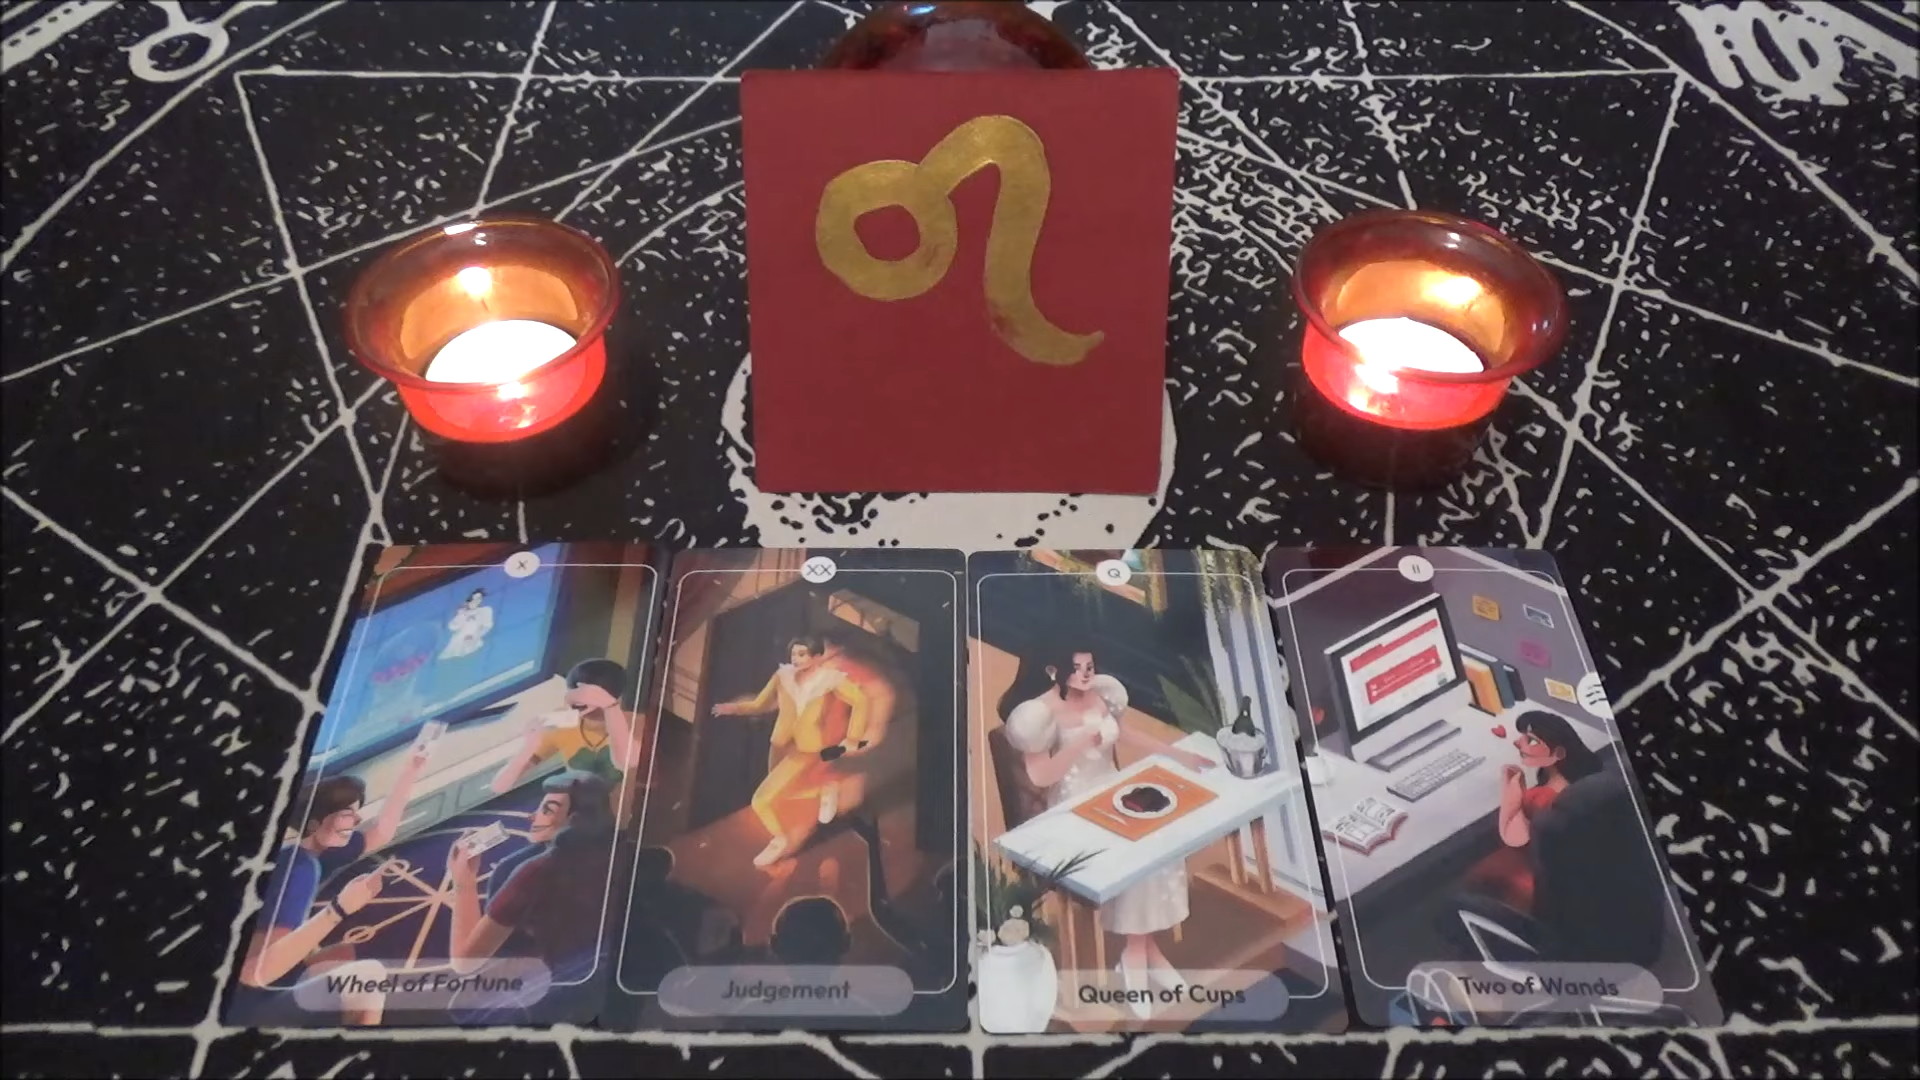 X
Wheel of Fortune
XX
Judgement
Q
Queen of Cups
II
Two of Wands